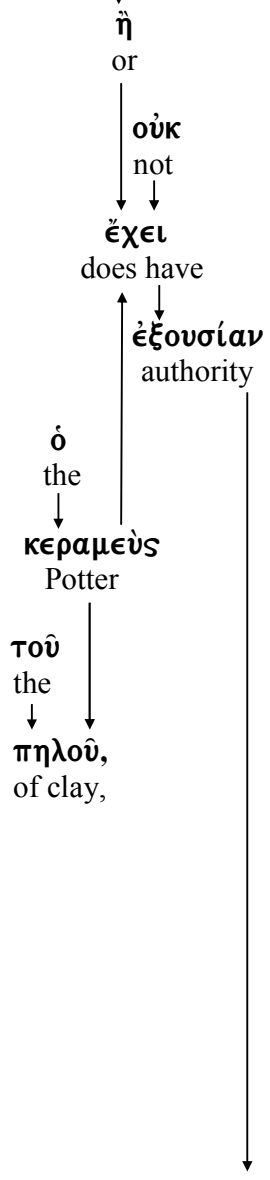 ἢ
or
οὐκ
not
ἔχει
does have
ἐξουσίαν
authority
ὁ
the
κεραμεὺς
Potter
τοῦ
the
πηλοῦ,
of clay,